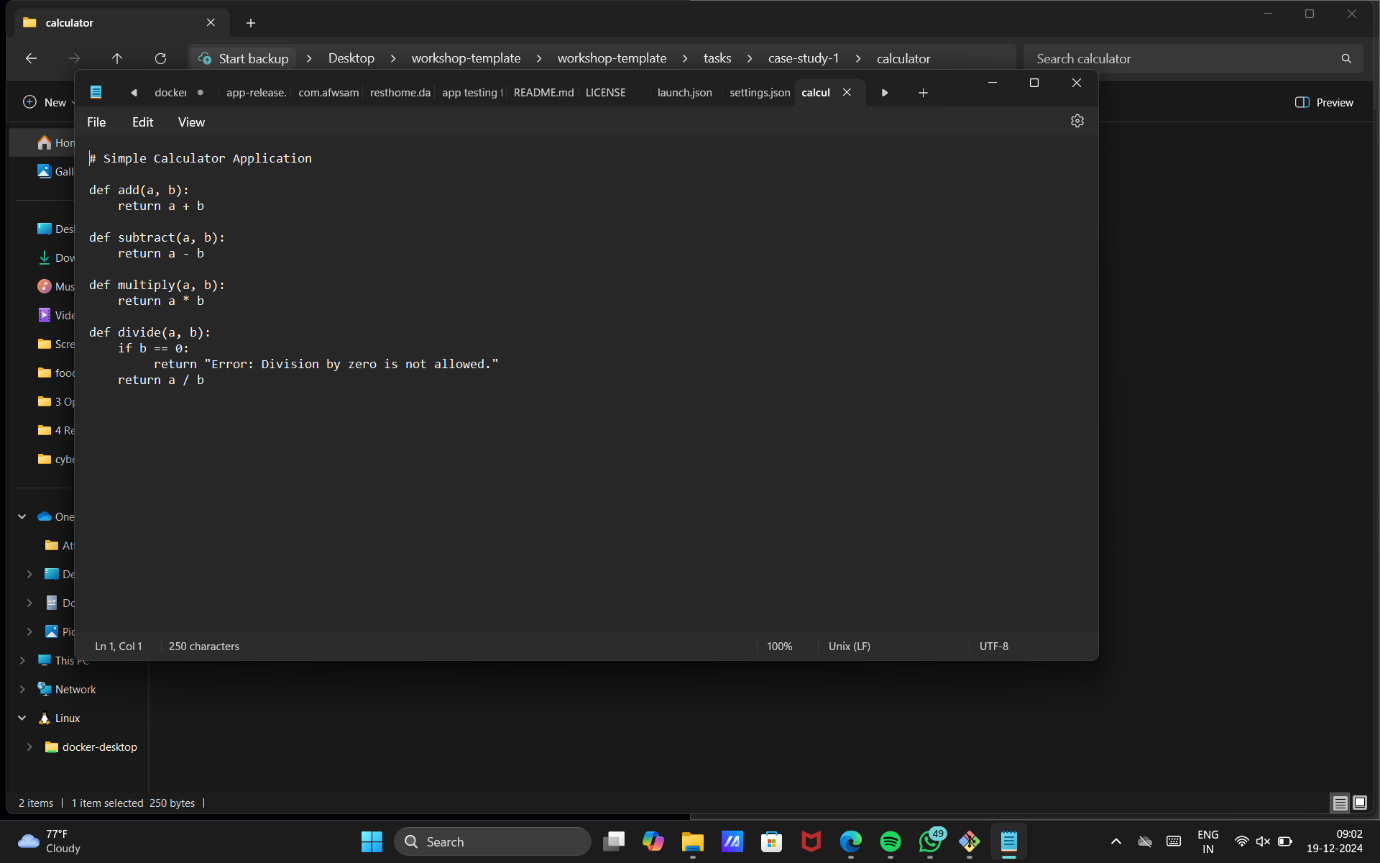 calculator
Start backup > Desktop > workshop-template > workshop-template > tasks > case-study-1 > calculator
Search calculator
New
Preview
app-release.
com.afwsam
resthome.da
app testing
README.md
LICENSE
launch.json
settings.json
calcul
File
Edit
View
# Simple Calculator Application
def add(a, b):
    return a + b
def subtract(a, b):
    return a - b
def multiply(a, b):
    return a * b
def divide(a, b):
    if b == 0:
         return "Error: Division by zero is not allowed."
    return a / b
Ln 1, Col 1
250 characters
100%
Unix (LF)
UTF-8
This PC
Network
Linux
docker-desktop
2 items
1 item selected
250 bytes
77°F
Cloudy
Search
49
ENG
IN
09:02
19-12-2024